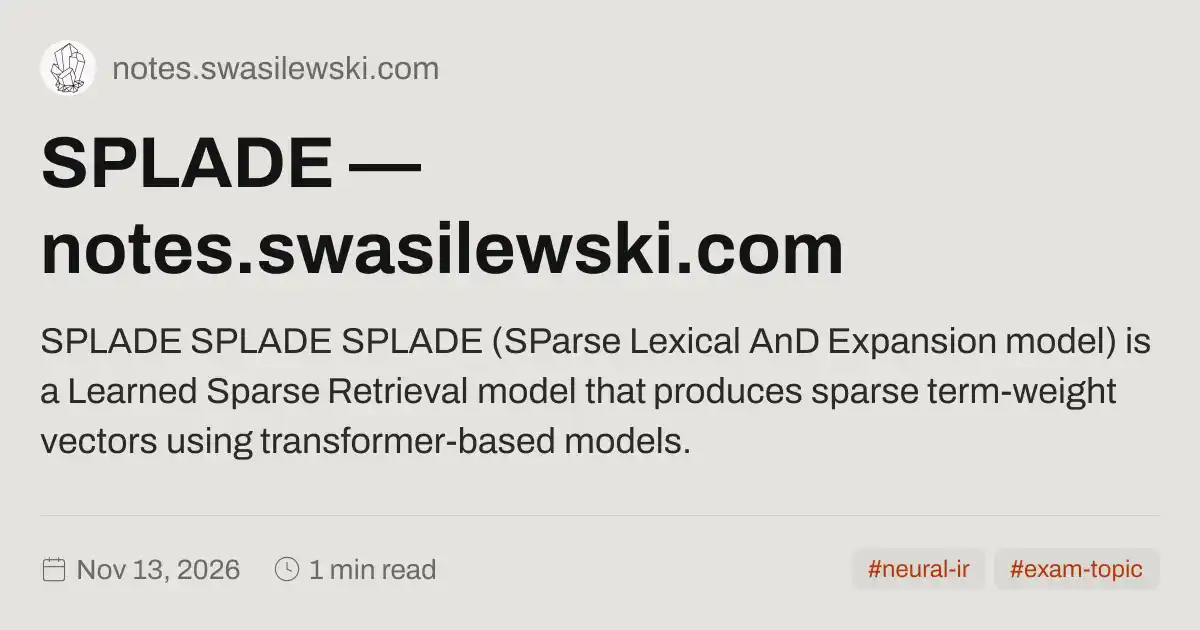 notes.swasilewski.com
SPLADE —
notes.swasilewski.com
SPLADE SPLADE SPLADE (SParse Lexical AnD Expansion model) is
a Learned Sparse Retrieval model that produces sparse term-weight
vectors using transformer-based models.
Nov 13, 2026 1 min read #neural-ir #exam-topic